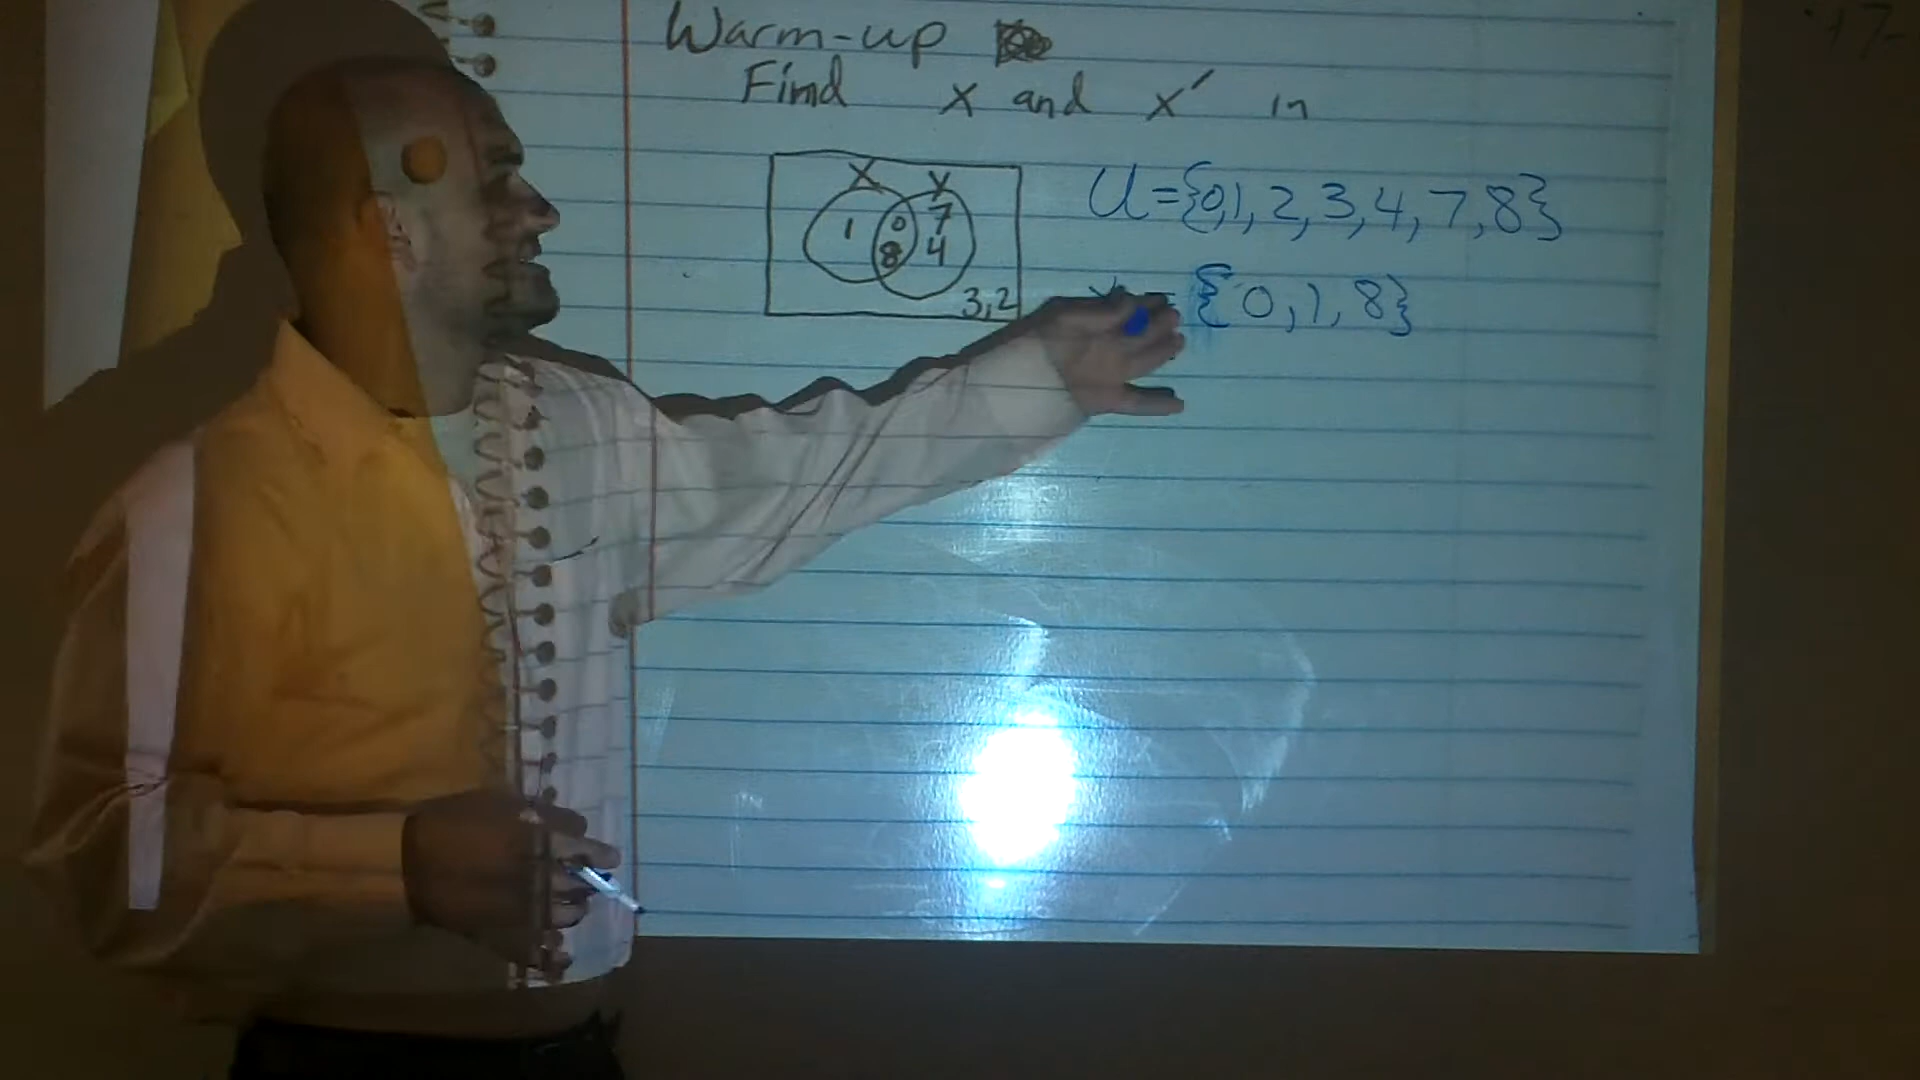 Warm-up
Find x and x′ in
X Y
1 0 7
8 4
3,2
U={0,1,2,3,4,7,8}
= {0,1,8}